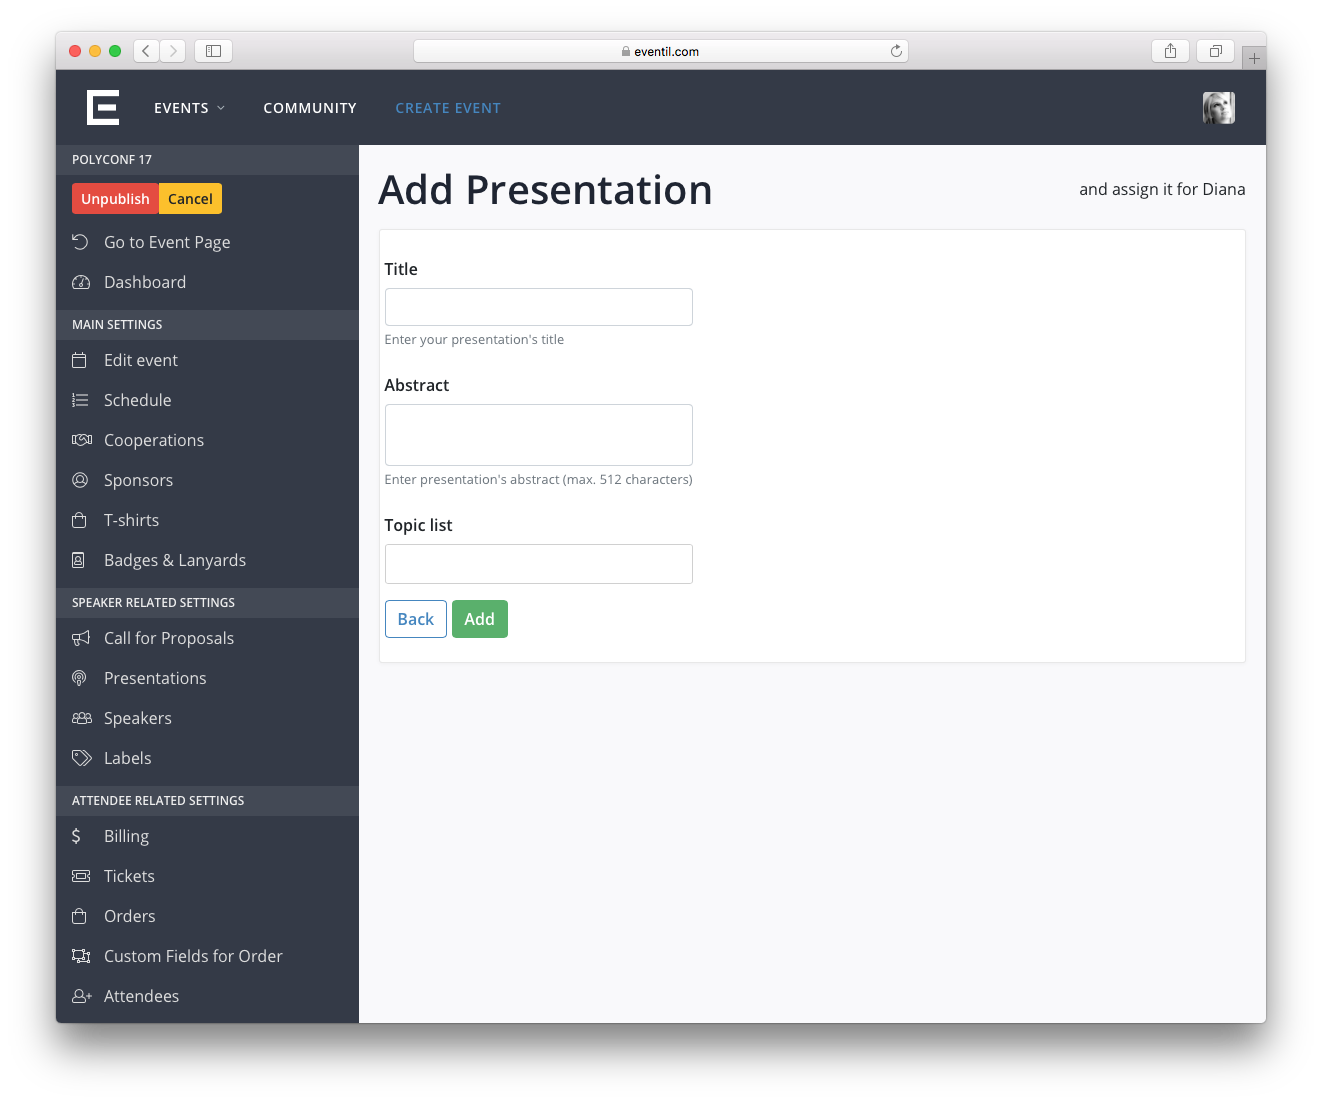 eventil.com
EVENTS
COMMUNITY
CREATE EVENT
POLYCONF 17
Unpublish
Cancel
Go to Event Page
Dashboard
MAIN SETTINGS
Edit event
Schedule
Cooperations
Sponsors
T-shirts
Badges & Lanyards
SPEAKER RELATED SETTINGS
Call for Proposals
Presentations
Speakers
Labels
ATTENDEE RELATED SETTINGS
Billing
Tickets
Orders
Custom Fields for Order
Attendees
Add Presentation
and assign it for Diana
Title
Enter your presentation's title
Abstract
Enter presentation's abstract (max. 512 characters)
Topic list
Back
Add